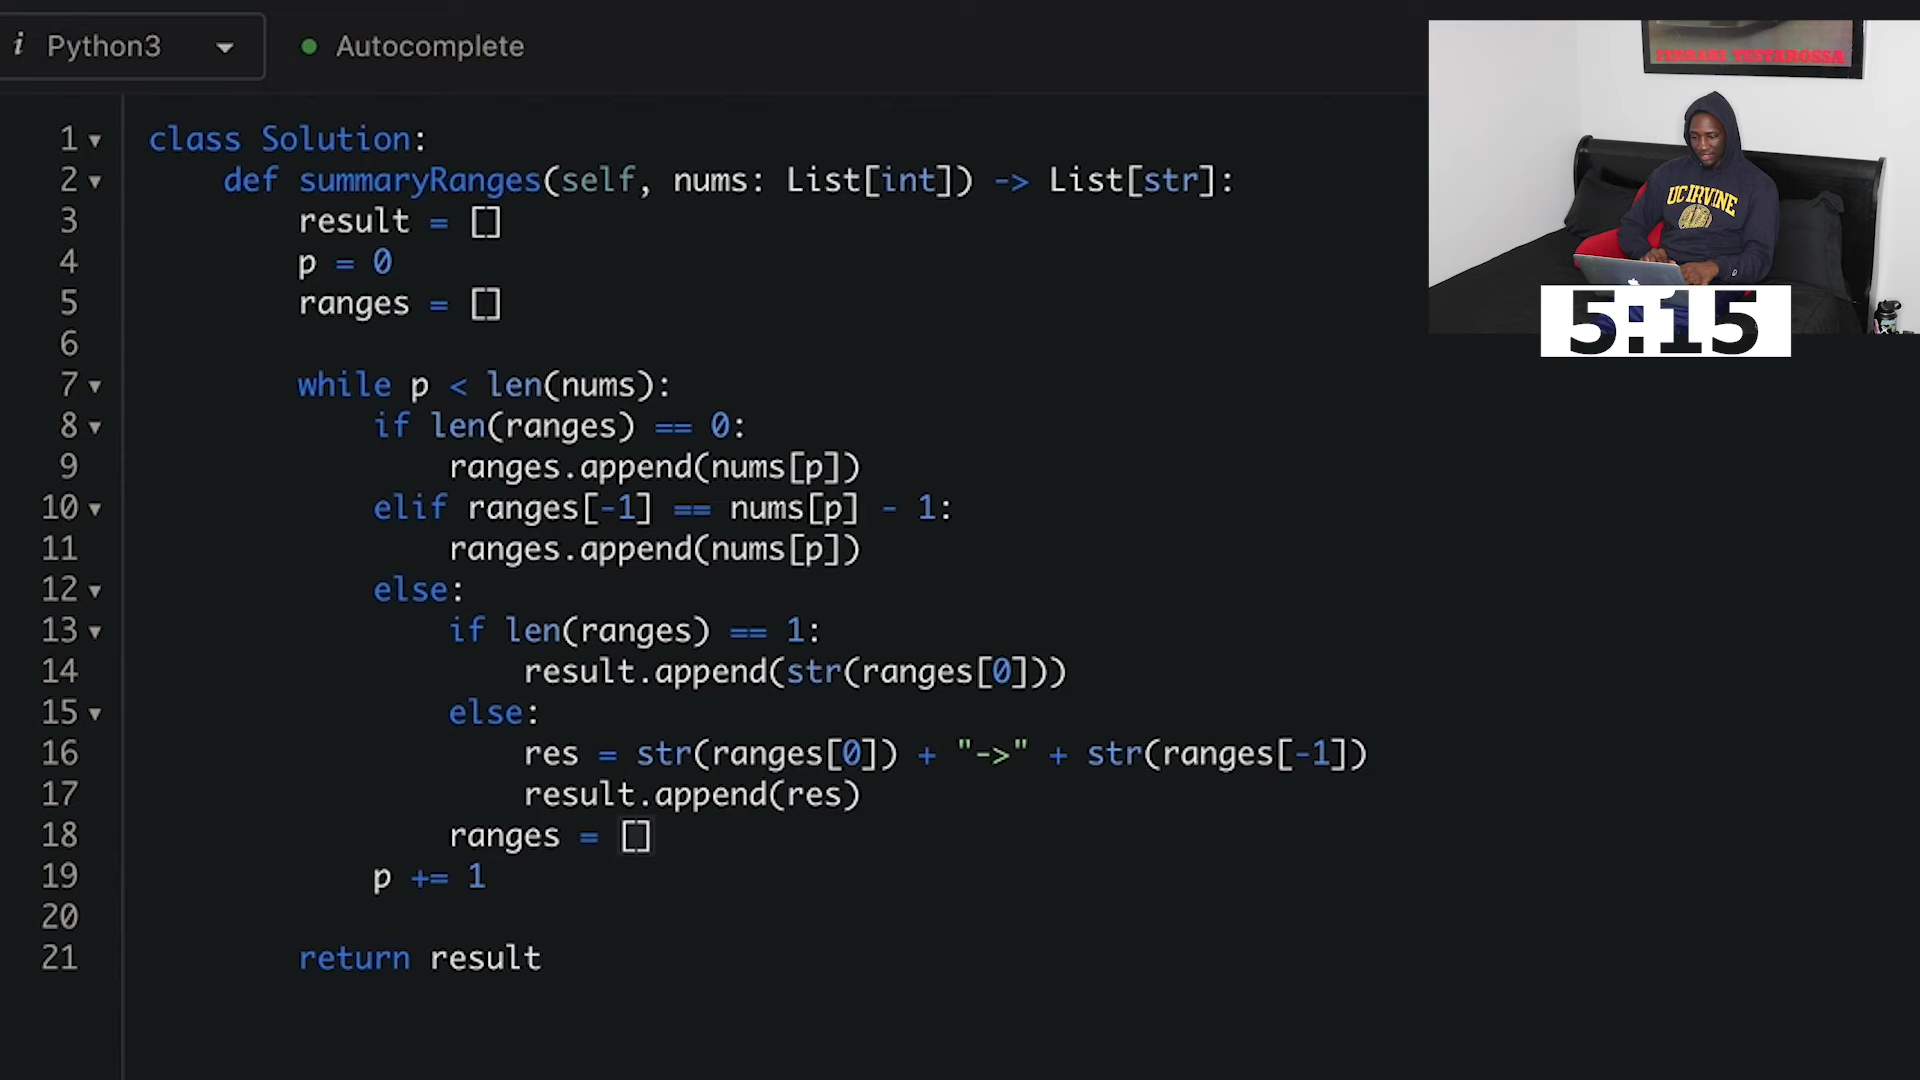 i Python3 Autocomplete
FERRARI TESTAROSSA
UC IRVINE
5:15
1 class Solution:
2 def summaryRanges(self, nums: List[int]) -> List[str]:
3 result = []
4 p = 0
5 ranges = []
6
7 while p < len(nums):
8 if len(ranges) == 0:
9 ranges.append(nums[p])
10 elif ranges[-1] == nums[p] - 1:
11 ranges.append(nums[p])
12 else:
13 if len(ranges) == 1:
14 result.append(str(ranges[0]))
15 else:
16 res = str(ranges[0]) + "->" + str(ranges[-1])
17 result.append(res)
18 ranges = []
19 p += 1
20
21 return result